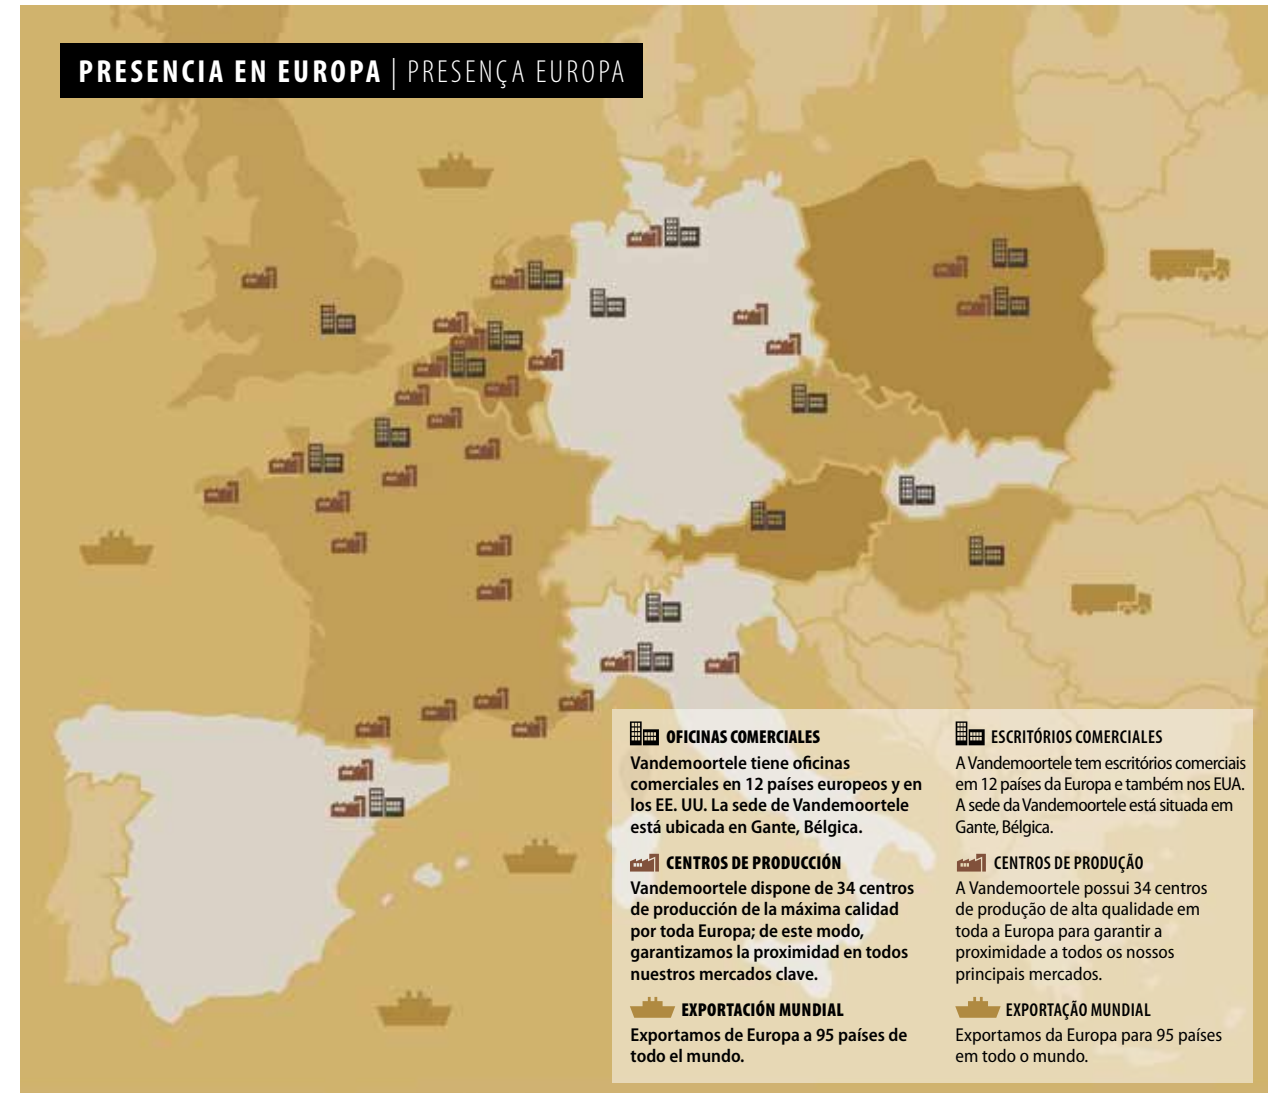 PRESENCIA EN EUROPA | PRESENÇA EUROPA
OFICINAS COMERCIALES
Vandemoortele tiene oficinas
comerciales en 12 países europeos y en
los EE. UU. La sede de Vandemoortele
está ubicada en Gante, Bélgica.
CENTROS DE PRODUCCIÓN
Vandemoortele dispone de 34 centros
de producción de la máxima calidad
por toda Europa; de este modo,
garantizamos la proximidad en todos
nuestros mercados clave.
EXPORTACIÓN MUNDIAL
Exportamos de Europa a 95 países de
todo el mundo.
ESCRITÓRIOS COMERCIALES
A Vandemoortele tem escritórios comerciais
em 12 países da Europa e também nos EUA.
A sede da Vandemoortele está situada em
Gante, Bélgica.
CENTROS DE PRODUÇÃO
A Vandemoortele possui 34 centros
de produção de alta qualidade em
toda a Europa para garantir a
proximidade a todos os nossos
principais mercados.
EXPORTAÇÃO MUNDIAL
Exportamos da Europa para 95 países
em todo o mundo.